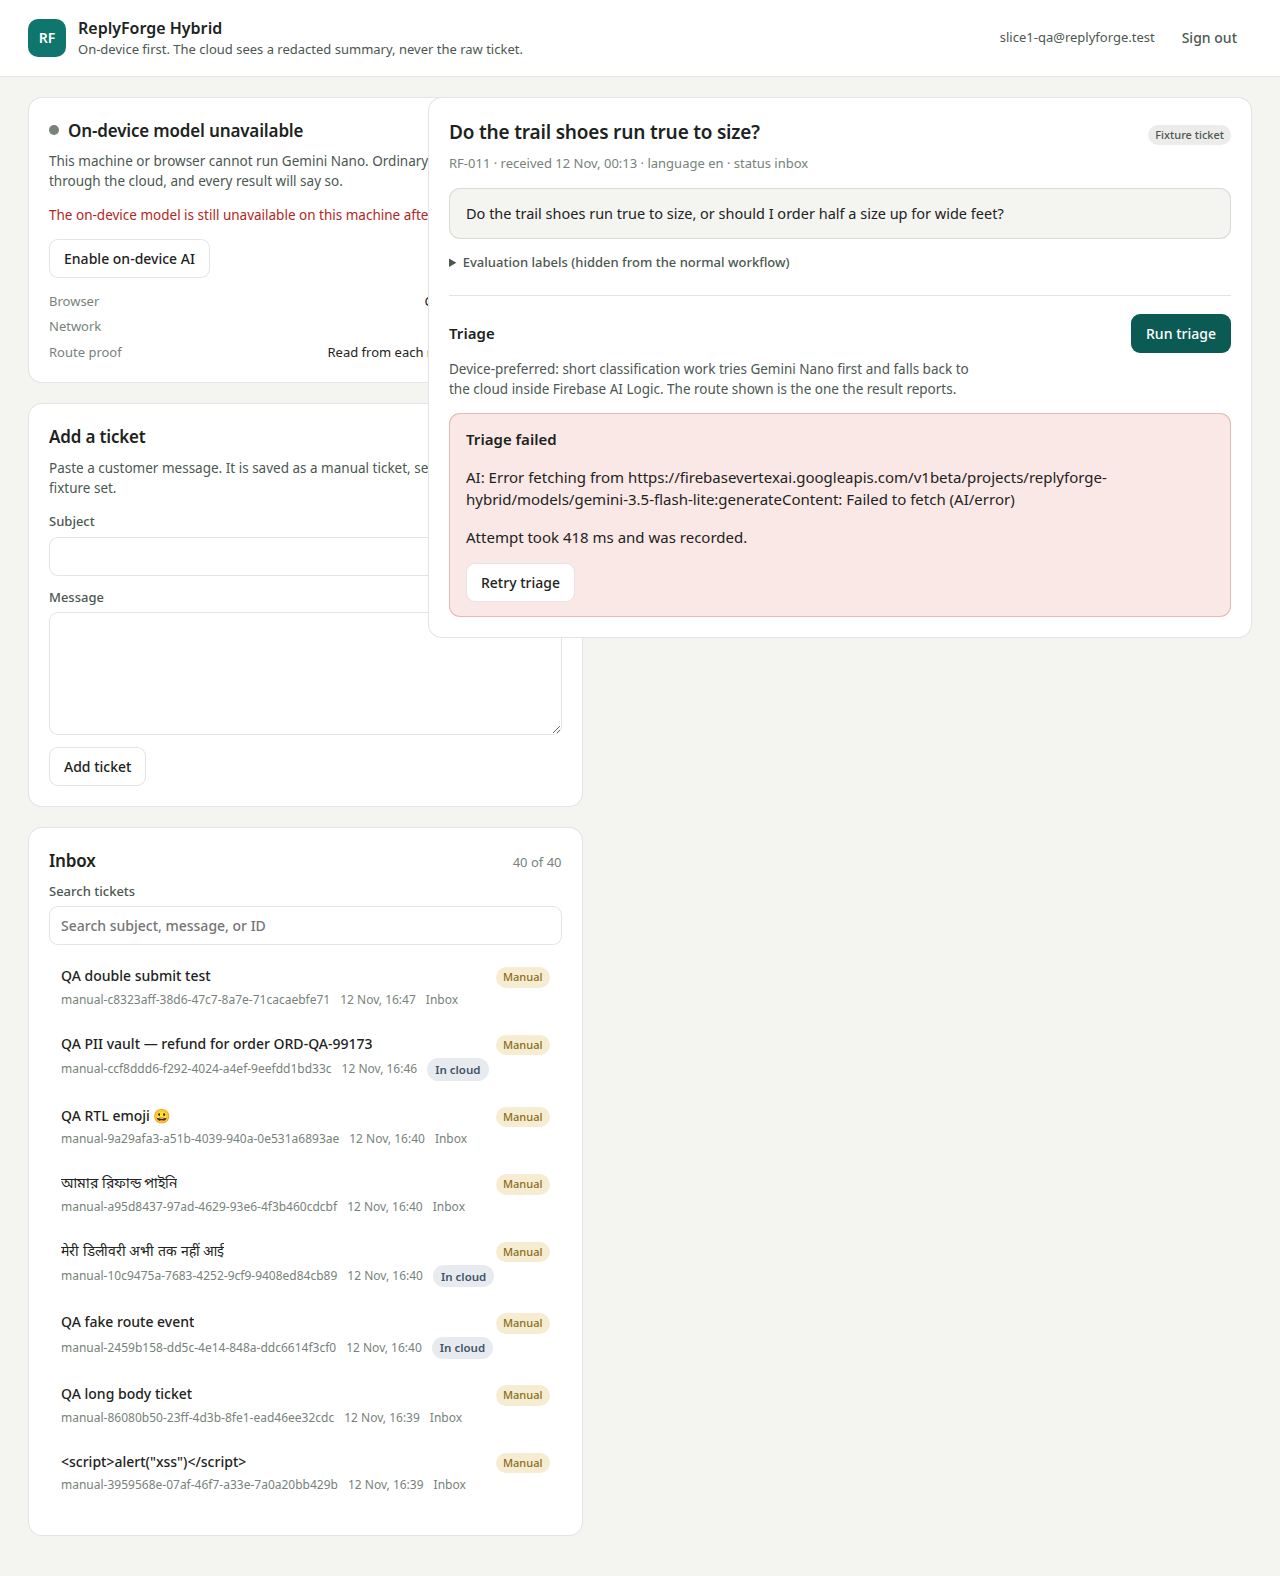 RF
ReplyForge Hybrid
On-device first. The cloud sees a redacted summary, never the raw ticket.
slice1-qa@replyforge.test
Sign out
On-device model unavailable
This machine or browser cannot run Gemini Nano. Ordinary
through the cloud, and every result will say so.
The on-device model is still unavailable on this machine afte
Enable on-device AI
Browser
Network
Route proof
Read from each
Add a ticket
Paste a customer message. It is saved as a manual ticket, se
fixture set.
Subject
Message
Add ticket
Do the trail shoes run true to size?
Fixture ticket
RF-011 · received 12 Nov, 00:13 · language en · status inbox
Do the trail shoes run true to size, or should I order half a size up for wide feet?
Evaluation labels (hidden from the normal workflow)
Triage
Run triage
Device-preferred: short classification work tries Gemini Nano first and falls back to
the cloud inside Firebase AI Logic. The route shown is the one the result reports.
Triage failed
AI: Error fetching from https://firebasevertexai.googleapis.com/v1beta/projects/replyforge-
hybrid/models/gemini-3.5-flash-lite:generateContent: Failed to fetch (AI/error)
Attempt took 418 ms and was recorded.
Retry triage
Inbox
40 of 40
Search tickets
Search subject, message, or ID
QA double submit test
Manual
manual-c8323aff-38d6-47c7-8a7e-71cacaebfe71 12 Nov, 16:47 Inbox
QA PII vault — refund for order ORD-QA-99173
Manual
manual-ccf8ddd6-f292-4024-a4ef-9eefdd1bd33c 12 Nov, 16:46 In cloud
QA RTL emoji 😀
Manual
manual-9a29afa3-a51b-4039-940a-0e531a6893ae 12 Nov, 16:40 Inbox
আমার রিফান্ড পাইনি
Manual
manual-a95d8437-97ad-4629-93e6-4f3b460cdcbf 12 Nov, 16:40 Inbox
मेरी डिलीवरी अभी तक नहीं आई
Manual
manual-10c9475a-7683-4252-9cf9-9408ed84cb89 12 Nov, 16:40 In cloud
QA fake route event
Manual
manual-2459b158-dd5c-4e14-848a-ddc6614f3cf0 12 Nov, 16:40 In cloud
QA long body ticket
Manual
manual-86080b50-23ff-4d3b-8fe1-ead46ee32cdc 12 Nov, 16:39 Inbox
&lt;script&gt;alert("xss")&lt;/script&gt;
Manual
manual-3959568e-07af-46f7-a33e-7a0a20bb429b 12 Nov, 16:39 Inbox